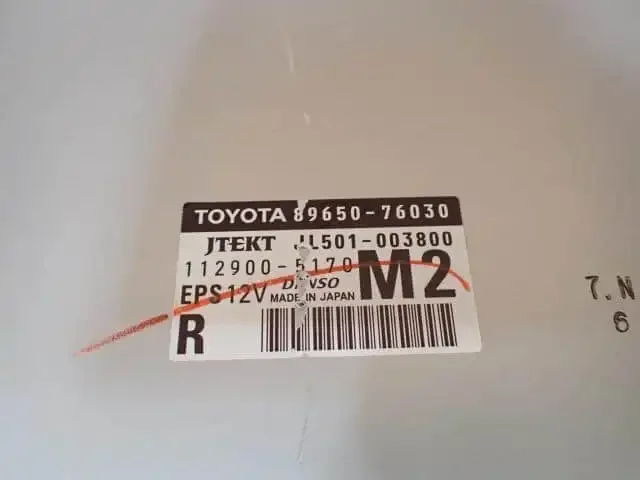 TOYOTA 89650-76030
JTEKT JL501-003800
112900-5170
DENSO
M2
EPS12V MADE IN JAPAN
R
7.N
6